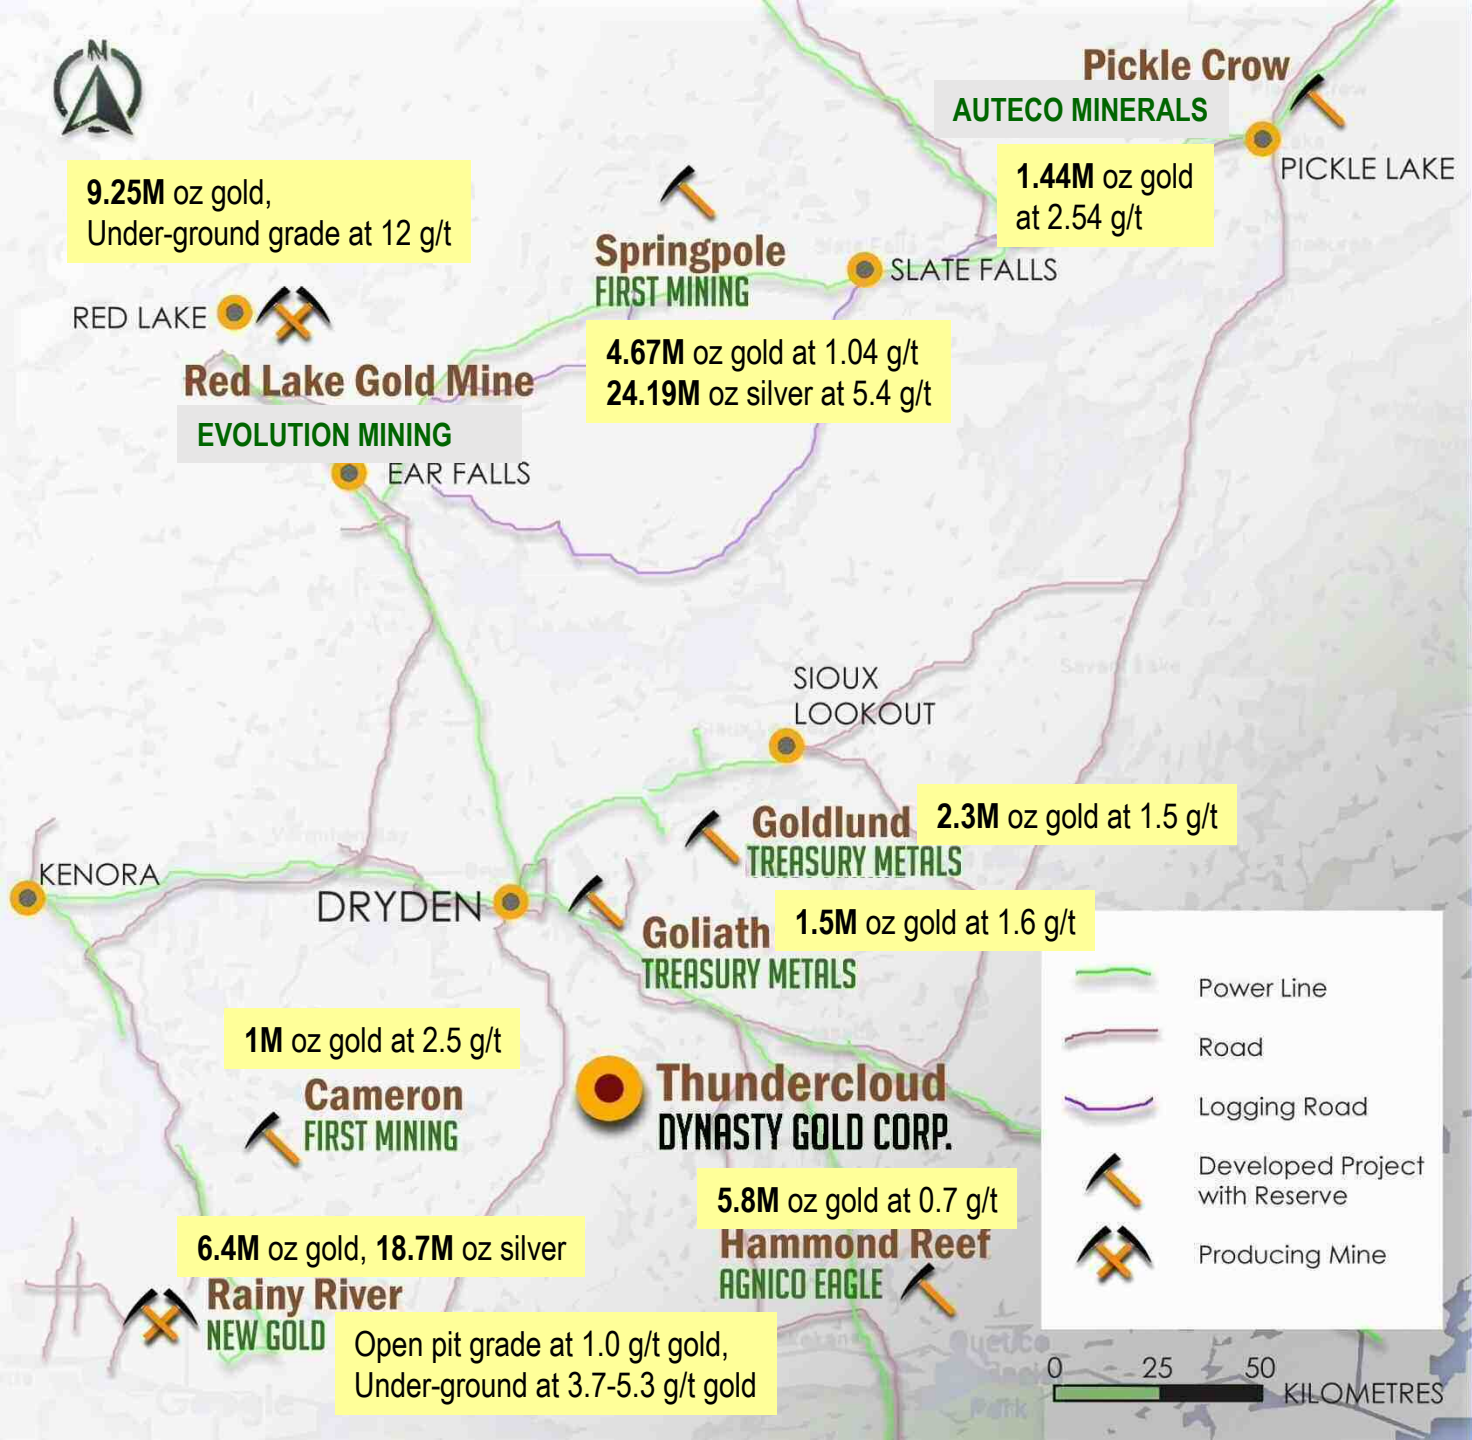 N
Pickle Crow
AUTECO MINERALS
PICKLE LAKE
1.44M oz gold
at 2.54 g/t
9.25M oz gold,
Under-ground grade at 12 g/t
Springpole
FIRST MINING
SLATE FALLS
RED LAKE
4.67M oz gold at 1.04 g/t
24.19M oz silver at 5.4 g/t
Red Lake Gold Mine
EVOLUTION MINING
EAR FALLS
Savant Lake
SIOUX
LOOKOUT
Goldlund
2.3M oz gold at 1.5 g/t
TREASURY METALS
KENORA
DRYDEN
1.5M oz gold at 1.6 g/t
Goliath
TREASURY METALS
Power Line
Road
Logging Road
Developed Project
with Reserve
Producing Mine
1M oz gold at 2.5 g/t
Cameron
FIRST MINING
Thundercloud
DYNASTY GOLD CORP.
5.8M oz gold at 0.7 g/t
Hammond Reef
AGNICO EAGLE
6.4M oz gold, 18.7M oz silver
Rainy River
NEW GOLD
Open pit grade at 1.0 g/t gold,
Under-ground at 3.7-5.3 g/t gold
Quetico
Park
0 25 50
KILOMETRES
Google